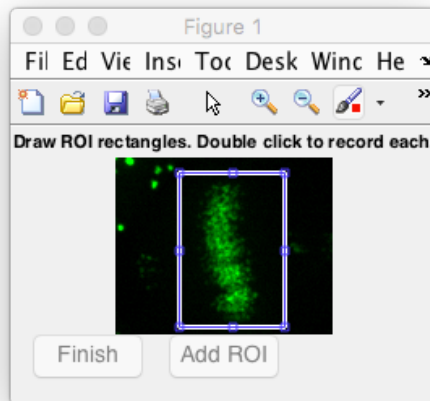 Figure 1
Fil Ed Vie Ins Toc Desk Winc He
Draw ROI rectangles. Double click to record each
Finish Add ROI